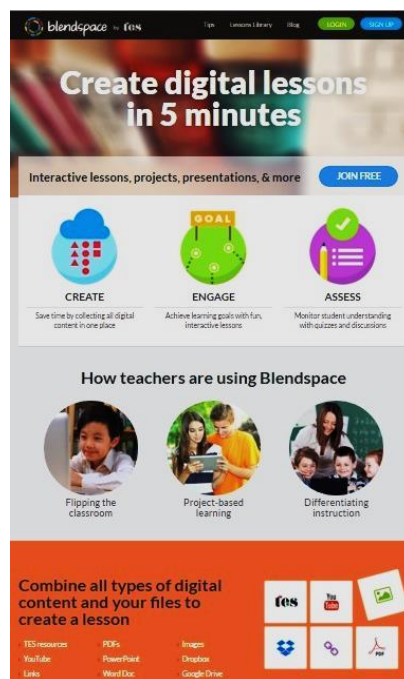 blendspace by tes
Tips Lessons Library Blog LOGIN SIGN UP
Create digital lessons
in 5 minutes
Interactive lessons, projects, presentations, & more JOIN FREE
GOAL
CREATE ENGAGE ASSESS
Save time by collecting all digital Achieve learning goals with fun, Monitor student understanding
content in one place interactive lessons with quizzes and discussions
How teachers are using Blendspace
Flipping the Project-based Differentiating
classroom learning instruction
Combine all types of digital
content and your files to
create a lesson
tes You Tube
PDF
TES resources PDFs Images
YouTube PowerPoint Dropbox
Links Word Doc Google Drive